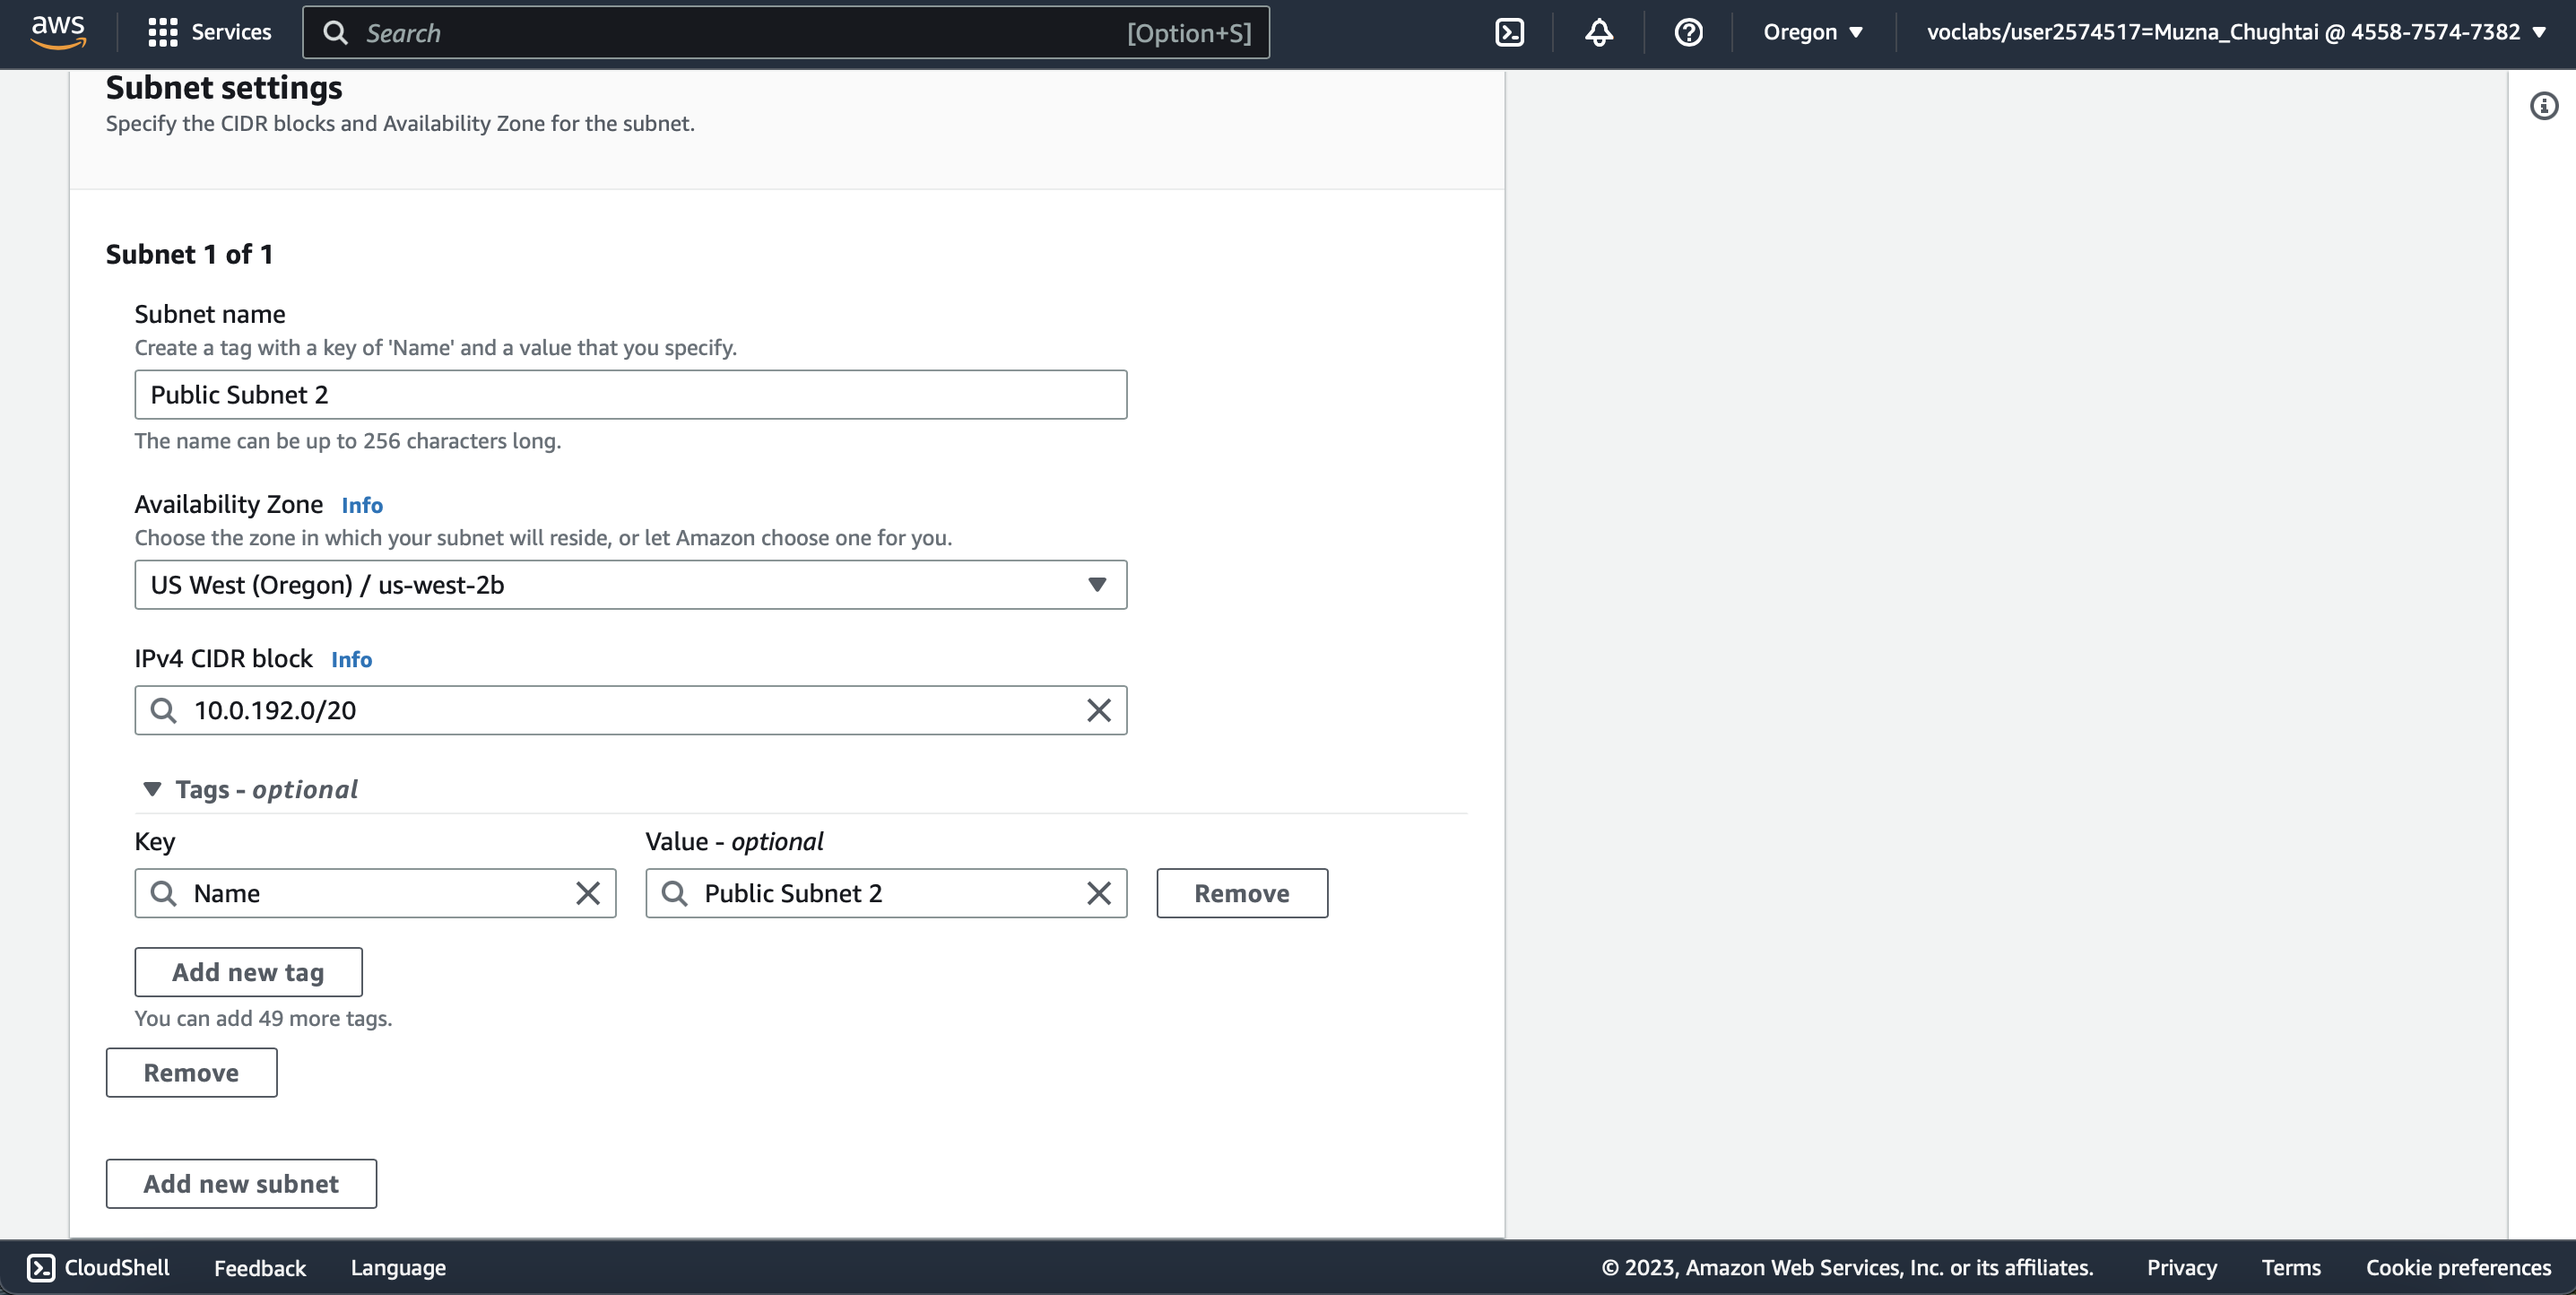 aws
Services
Search
[Option+S]
Oregon
voclabs/user2574517=Muzna_Chughtai @ 4558-7574-7382
Subnet settings
Specify the CIDR blocks and Availability Zone for the subnet.
Subnet 1 of 1
Subnet name
Create a tag with a key of 'Name' and a value that you specify.
Public Subnet 2
The name can be up to 256 characters long.
Availability Zone Info
Choose the zone in which your subnet will reside, or let Amazon choose one for you.
US West (Oregon) / us-west-2b
IPv4 CIDR block Info
10.0.192.0/20
Tags - optional
Key
Value - optional
Name
Public Subnet 2
Remove
Add new tag
You can add 49 more tags.
Remove
Add new subnet
CloudShell
Feedback
Language
© 2023, Amazon Web Services, Inc. or its affiliates.
Privacy
Terms
Cookie preferences